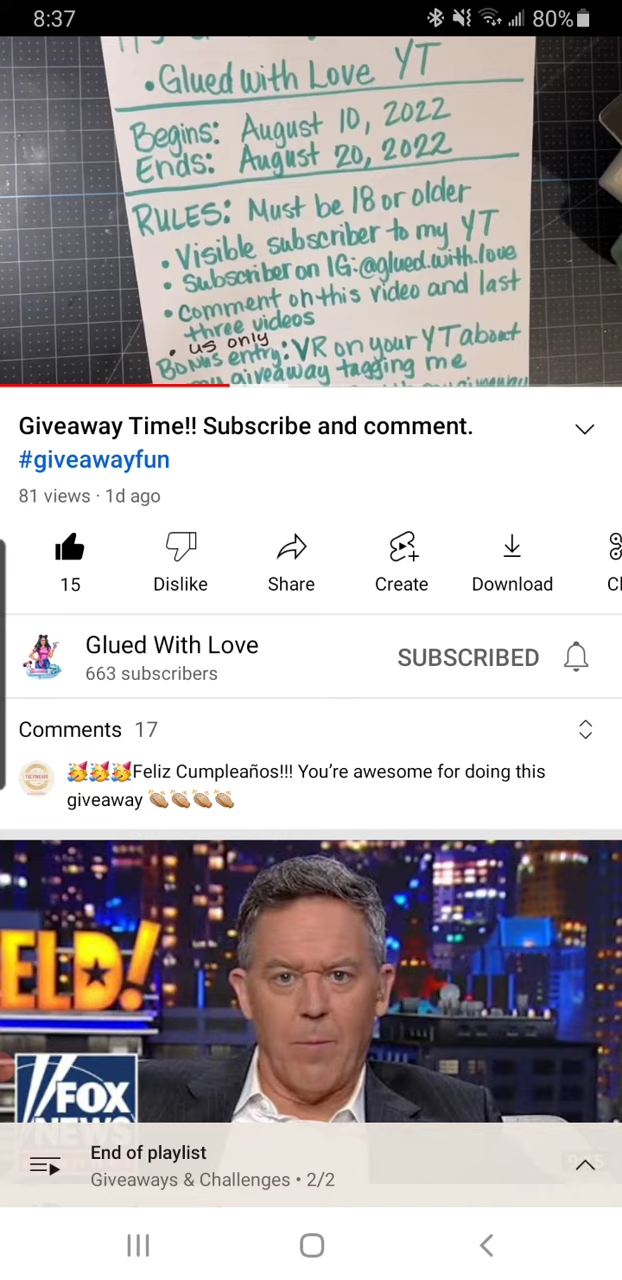 8:37
80%
• Glued with Love YT
Begins: August 10, 2022
Ends: August 20, 2022
RULES: Must be 18 or older
• Visible subscriber to my YT
• Subscriber on IG: @glued.with.love
• Comment on this video and last
three videos
• us only
BONUS entry: VR on your YT about
my giveaway tagging me
Giveaway Time!! Subscribe and comment.
#giveawayfun
81 views · 1d ago
15
Dislike
Share
Create
Download
Cl
Glued With Love
663 subscribers
SUBSCRIBED
Comments 17
🥳🥳🥳Feliz Cumpleaños!!! You're awesome for doing this
giveaway 👏🏽👏🏽👏🏽👏🏽
ELD!
FOX
NEWS
End of playlist
Giveaways & Challenges • 2/2